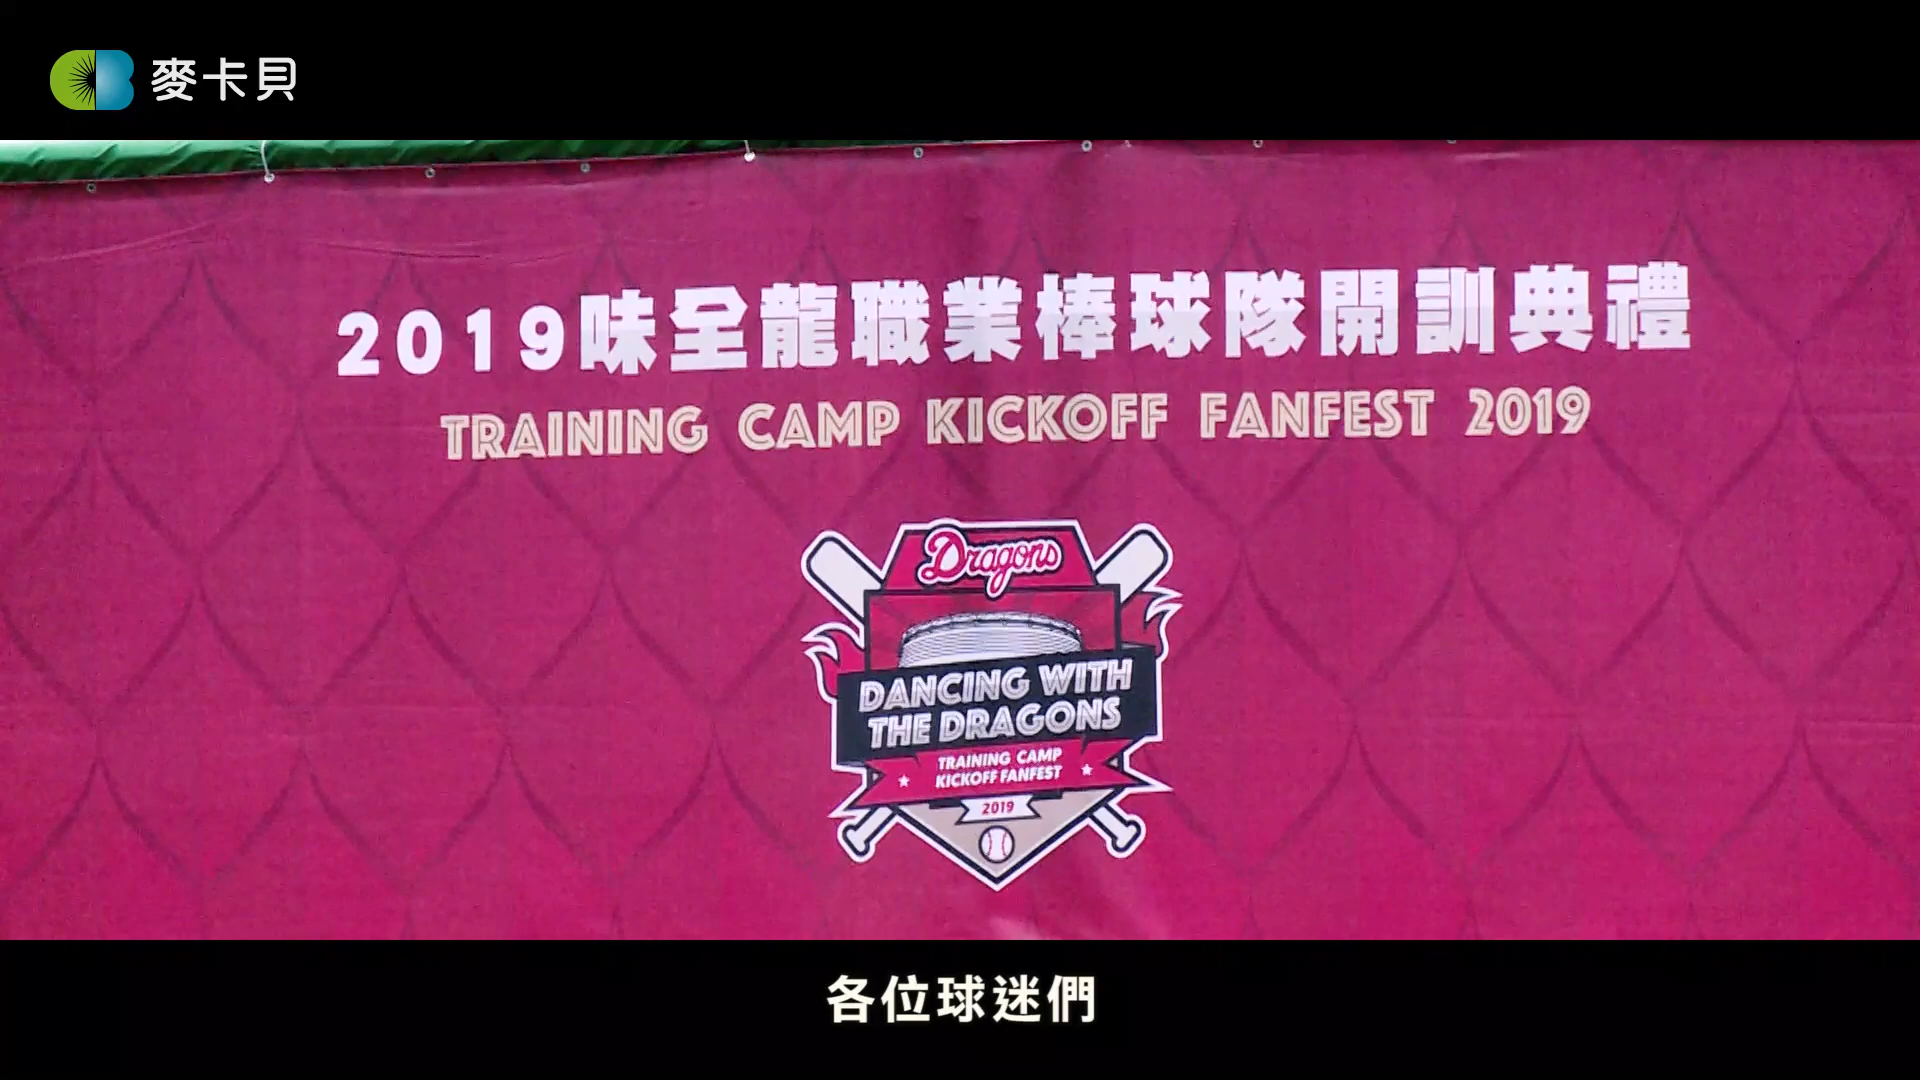 麥卡貝
2019味全龍職業棒球隊開訓典禮
TRAINING CAMP KICKOFF FANFEST 2019
Dragons
DANCING WITH
THE DRAGONS
TRAINING CAMP
KICKOFF FANFEST
2019
各位球迷們